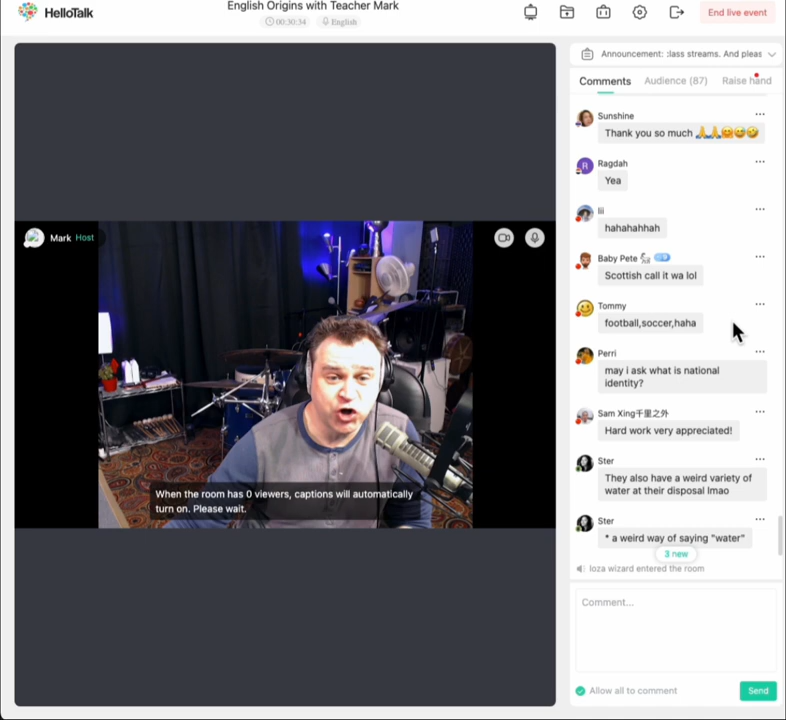 HelloTalk
English Origins with Teacher Mark
00:30:34
English
End live event
Mark Host
When the room has 0 viewers, captions will automatically
turn on. Please wait.
Announcement: :lass streams. And pleas
Comments
Audience (87)
Raise hand
Sunshine
Thank you so much 🙏🙏🤗😅🤣
R
Ragdah
Yea
hahahahhah
Baby Pete
Scottish call it wa lol
Tommy
football,soccer,haha
Perri
may i ask what is national
identity?
Sam Xing千里之外
Hard work very appreciated!
Ster
They also have a weird variety of
water at their disposal lmao
Ster
* a weird way of saying "water"
3 new
loza wizard entered the room
Comment...
Allow all to comment
Send